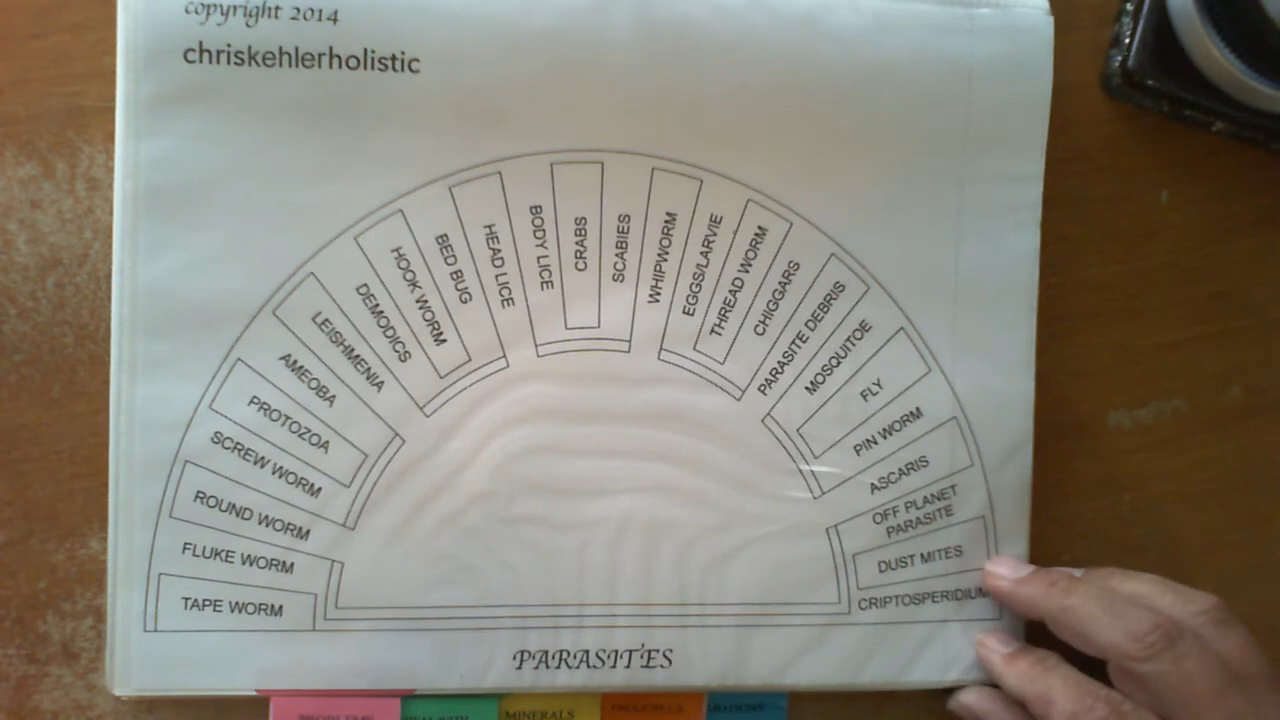 copyright 2014
chriskehlerholistic
TAPE WORM
FLUKE WORM
ROUND WORM
SCREW WORM
PROTOZOA
AMEOBA
LEISHMENIA
DEMODICS
HOOK WORM
BED BUG
HEAD LICE
BODY LICE
CRABS
SCABIES
WHIPWORM
EGGS/LARVIE
THREAD WORM
CHIGGARS
PARASITE DEBRIS
MOSQUITOE
FLY
PIN WORM
ASCARIS
OFF PLANET
PARASITE
DUST MITES
CRIPTOSPERIDIUM
PARASITES
MINERALS